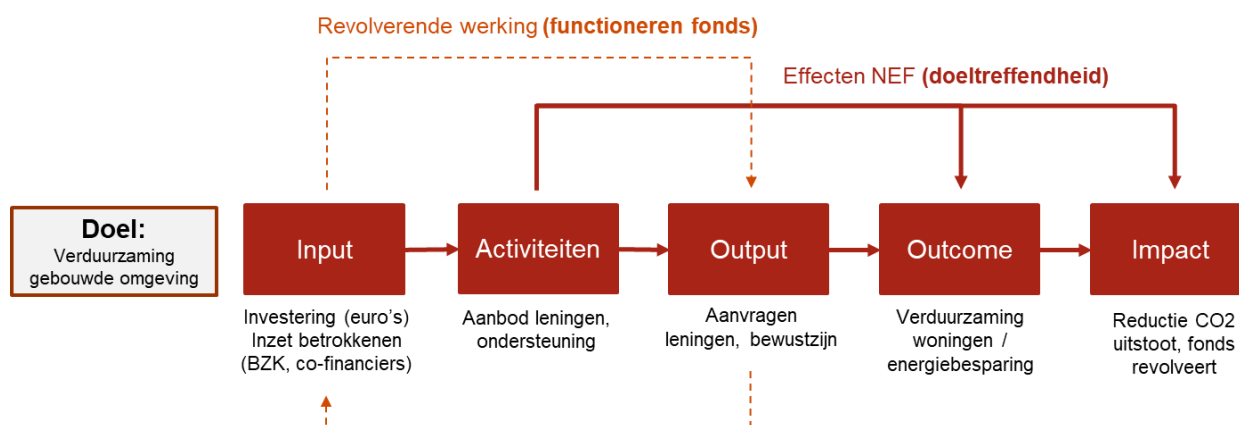 Revolverende werking (functioneren fonds)
Effecten NEF (doeltreffendheid)
Doel:
Verduurzaming
gebouwde omgeving
Input
Activiteiten
Output
Outcome
Impact
Investering (euro's)
Inzet betrokkenen
(BZK, co-financiers)
Aanbod leningen,
ondersteuning
Aanvragen
leningen, bewustzijn
Verduurzaming
woningen /
energiebesparing
Reductie CO2
uitstoot, fonds
revolveert